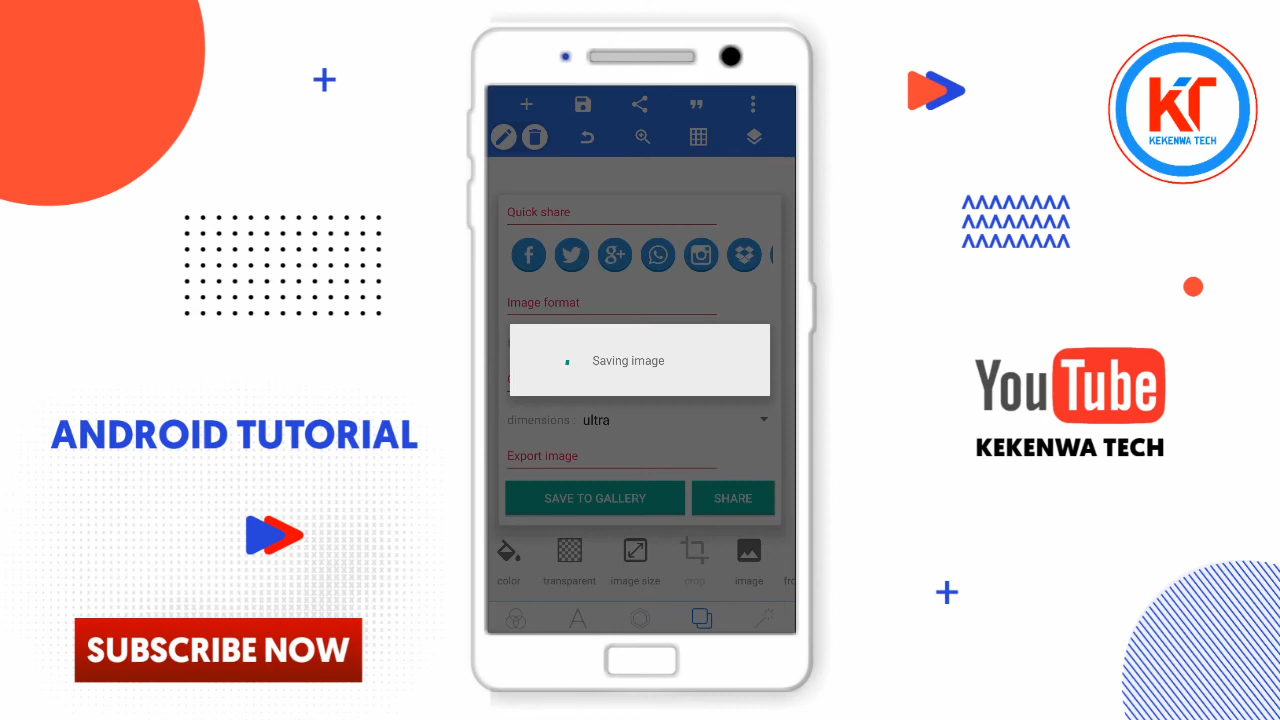 KT
KEKENWA TECH
Quick share
Image format
Saving image
dimensions : ultra
Export image
SAVE TO GALLERY
SHARE
color
transparent
image size
crop
image
ANDROID TUTORIAL
SUBSCRIBE NOW
YouTube
KEKENWA TECH